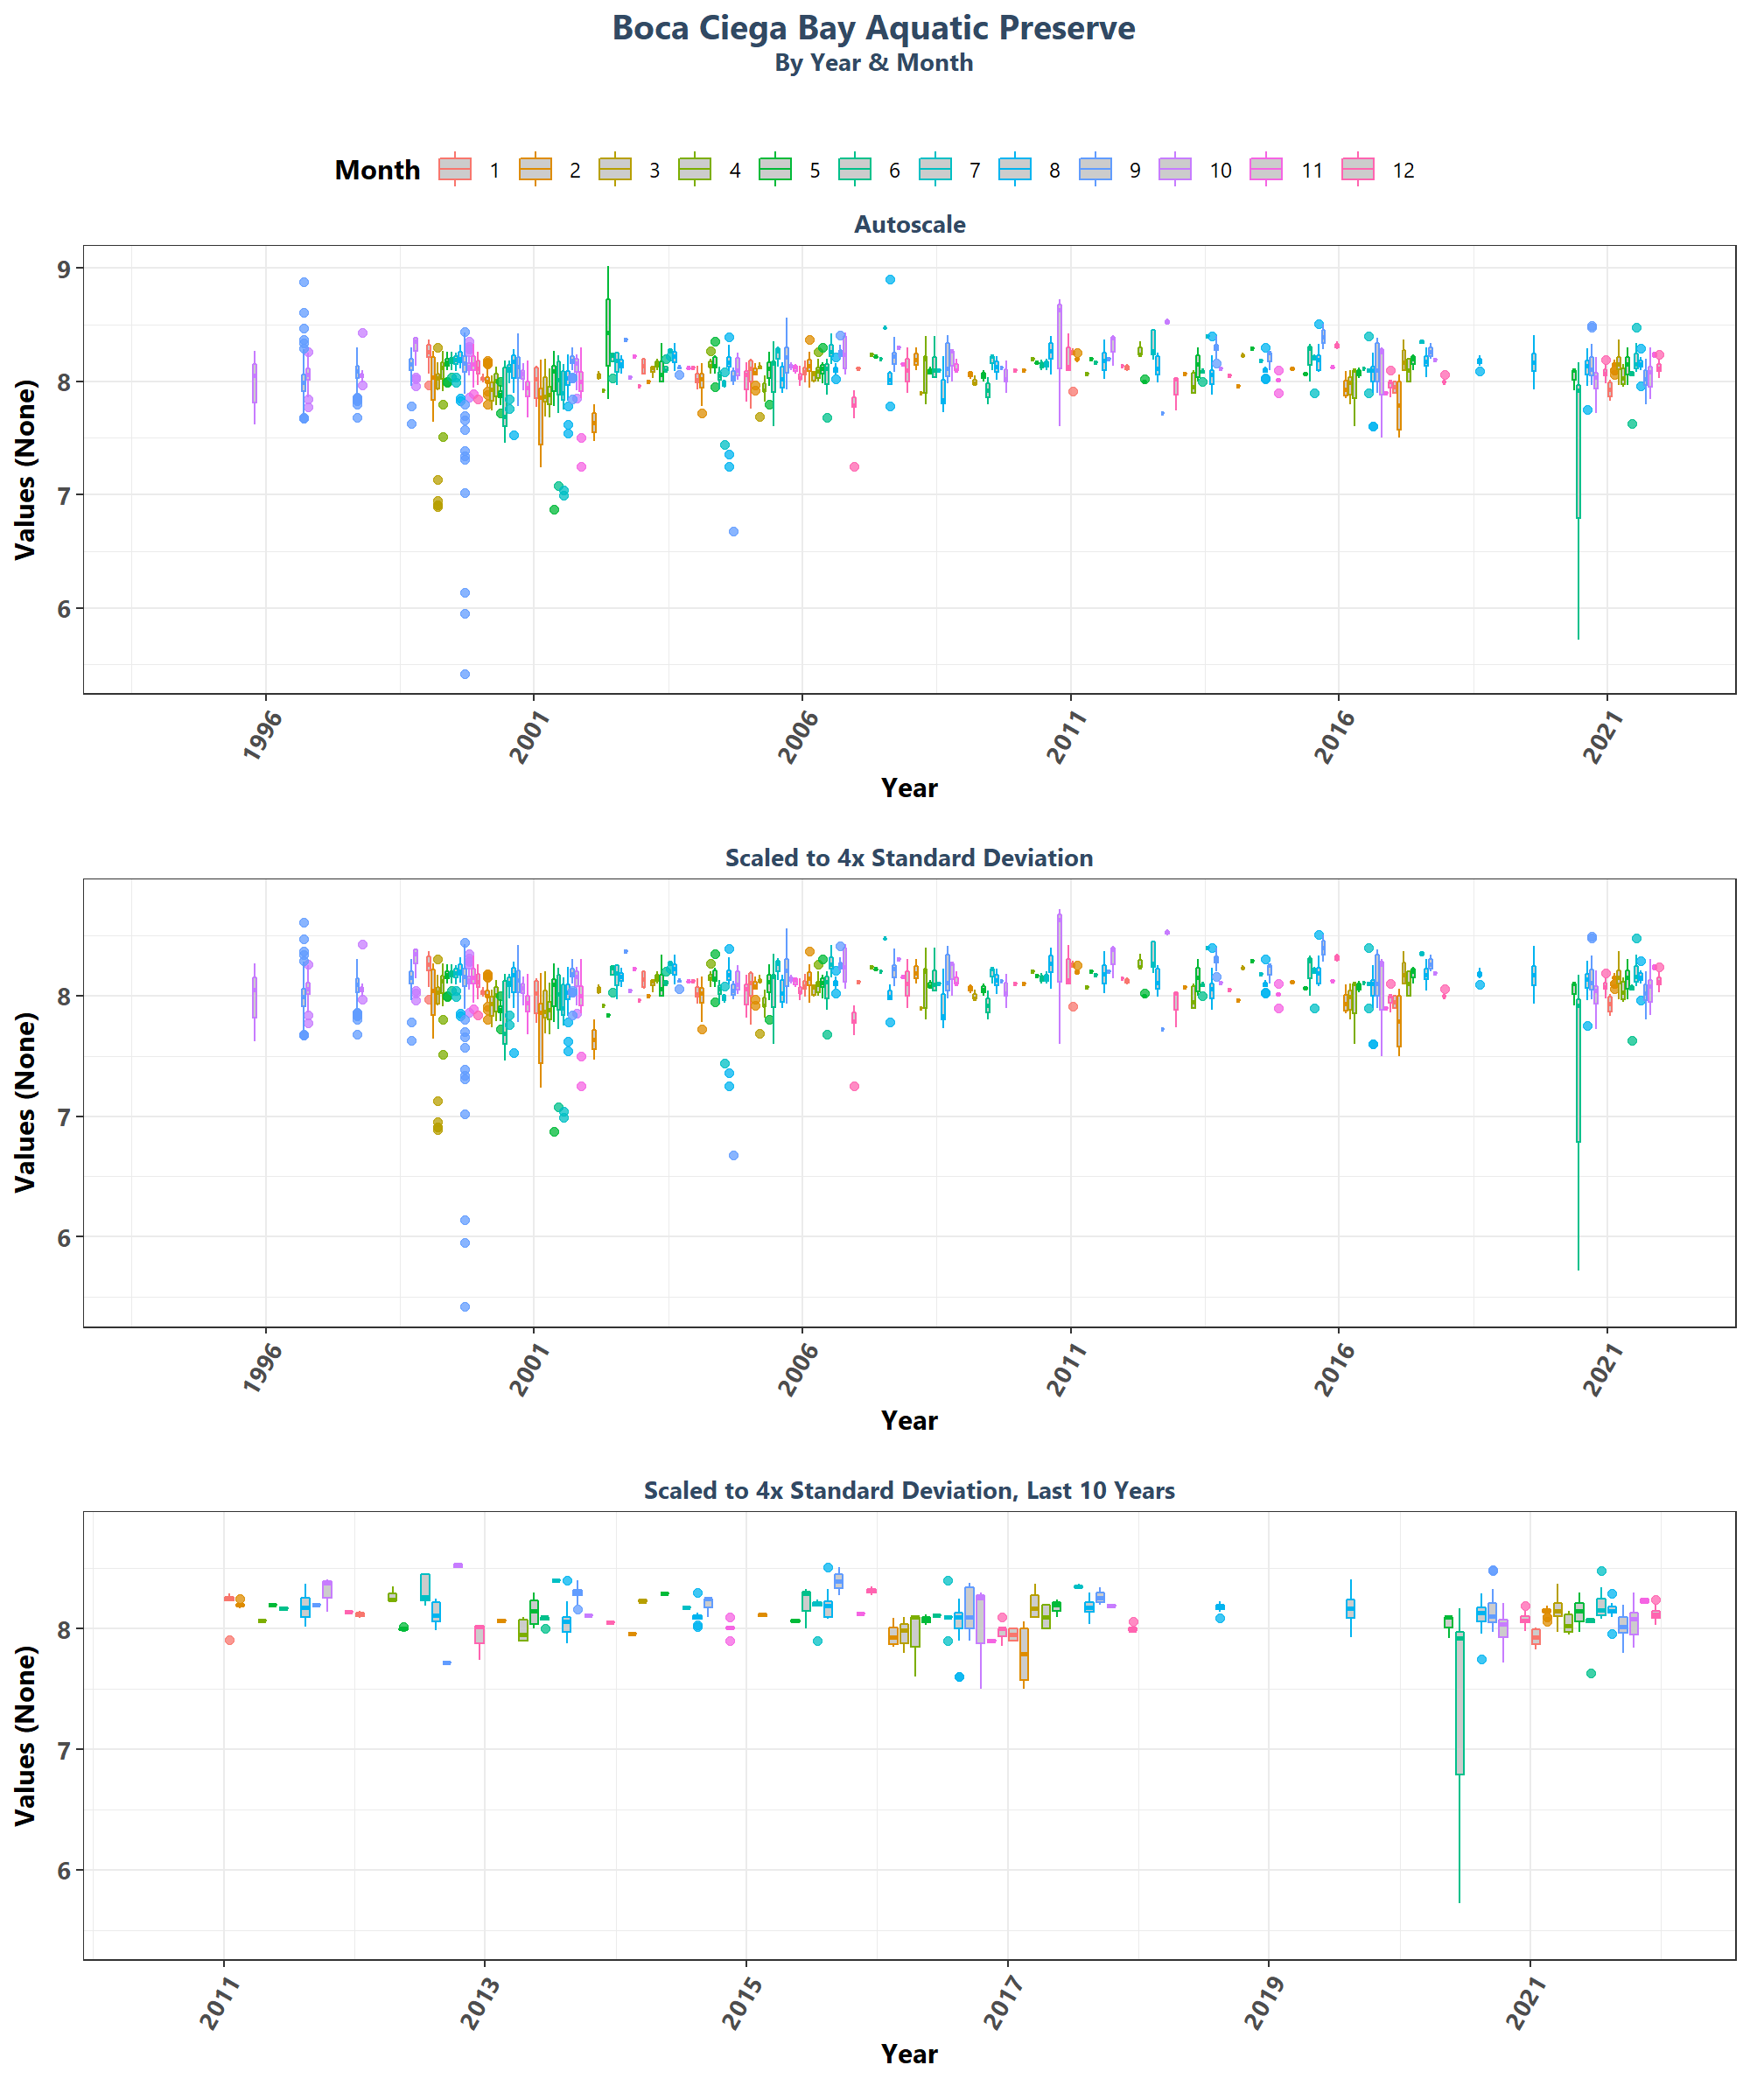 Boca Ciega Bay Aquatic Preserve
By Year & Month
Month 1 2 3 4 5 6 7 8 9 10 11 12
Autoscale
Values (None)
9
8
7
6
1996 2001 2006 2011 2016 2021
Year
Scaled to 4x Standard Deviation
Values (None)
8
7
6
1996 2001 2006 2011 2016 2021
Year
Scaled to 4x Standard Deviation, Last 10 Years
Values (None)
8
7
6
2011 2013 2015 2017 2019 2021
Year